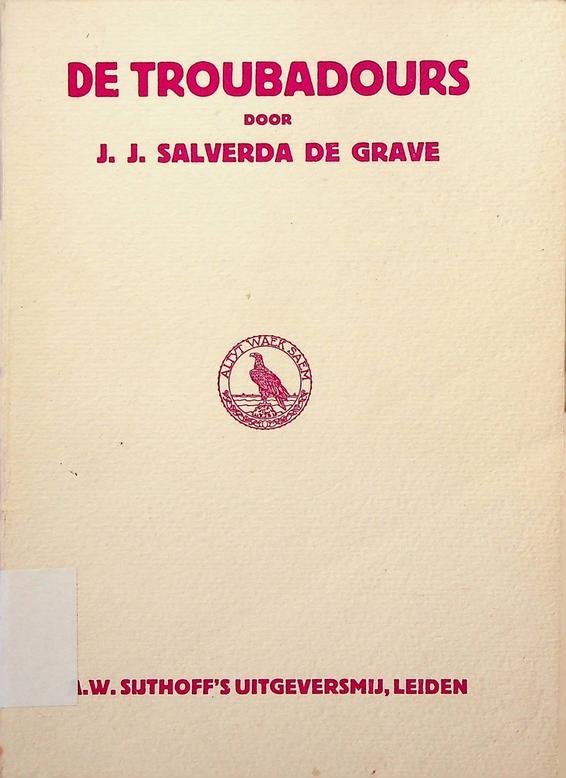 DE TROUBADOURS
DOOR
J. J. SALVERDA DE GRAVE
ALTYT WAEK SAEM
A.W. SIJTHOFF'S UITGEVERSMIJ, LEIDEN